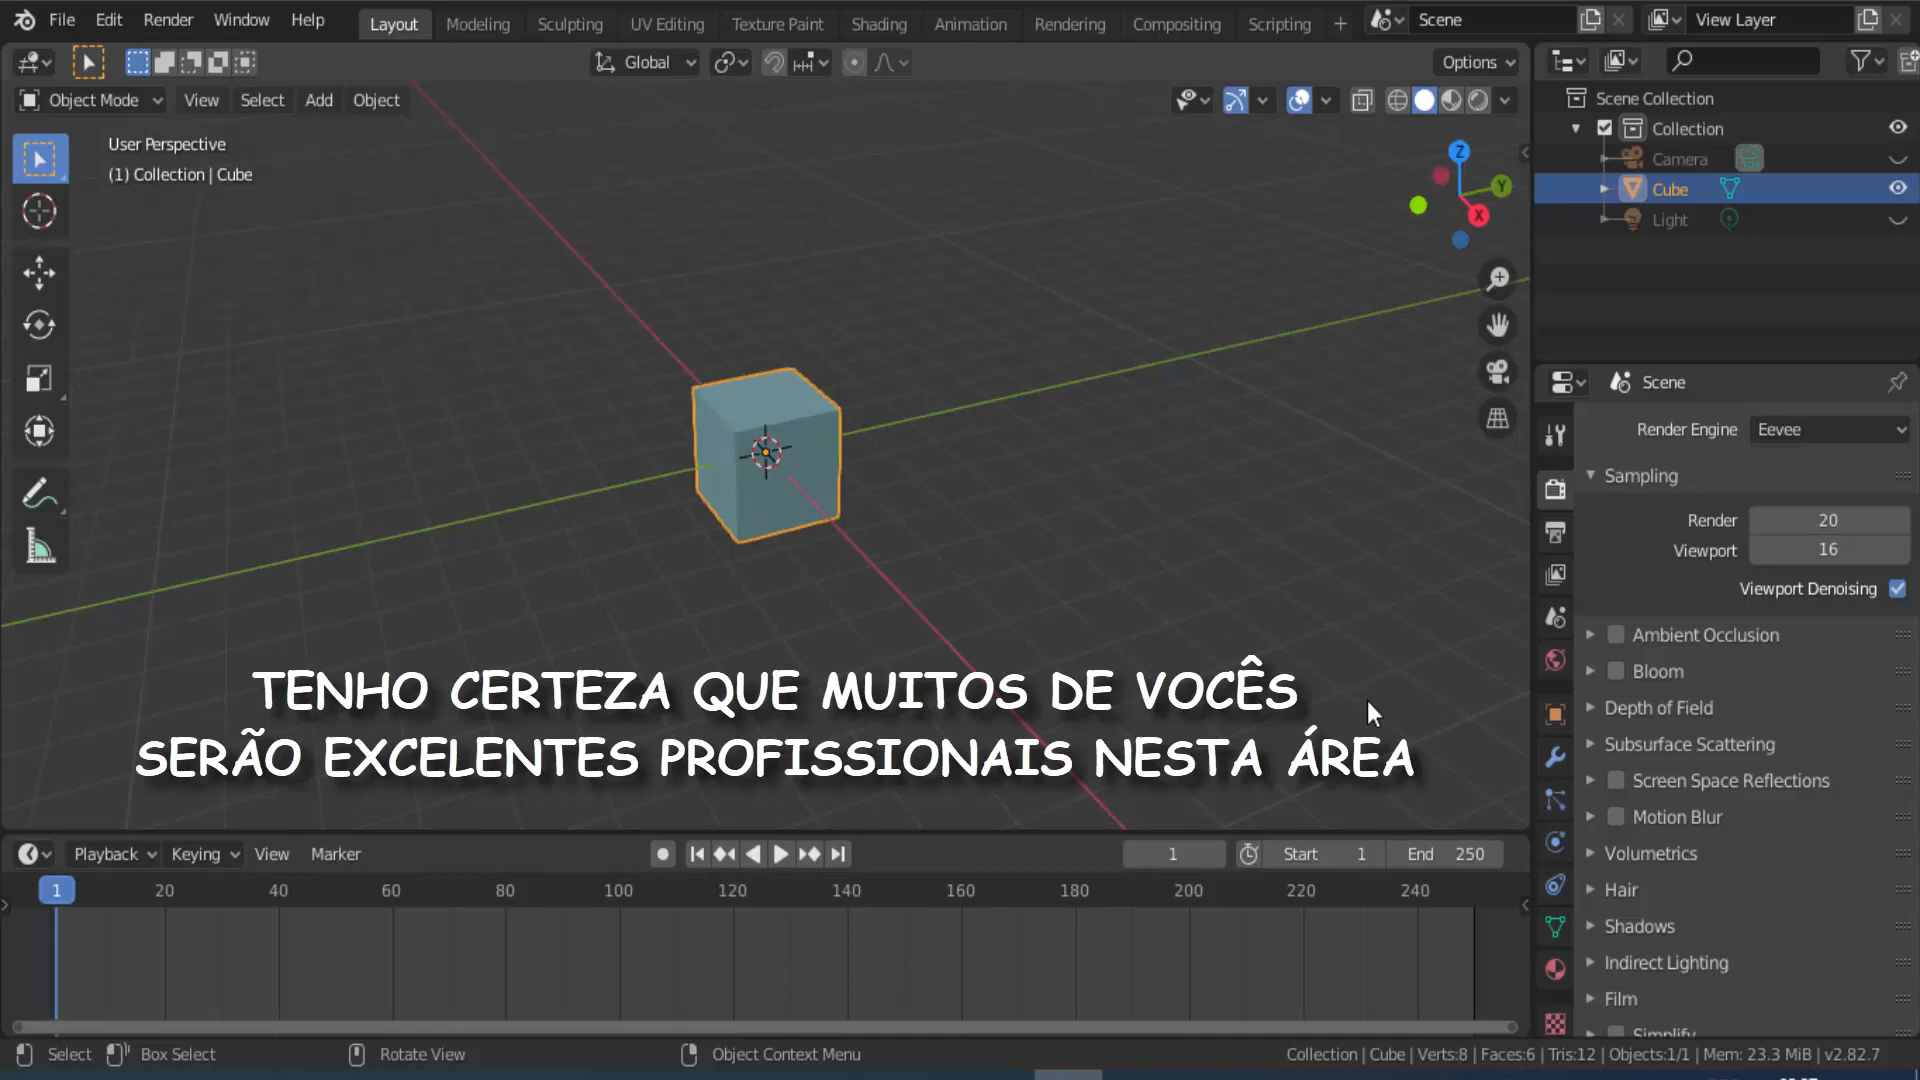 File Edit Render Window Help Layout Modeling Sculpting UV Editing Texture Paint Shading Animation Rendering Compositing Scripting + Scene View Layer
Global Options
Object Mode View Select Add Object
User Perspective
(1) Collection | Cube
Z
Y
X
Scene Collection
Collection
Camera
Cube
Light
Scene
Render Engine Eevee
Sampling
Render 20
Viewport 16
Viewport Denoising
Ambient Occlusion
Bloom
Depth of Field
Subsurface Scattering
Screen Space Reflections
Motion Blur
Volumetrics
Hair
Shadows
Indirect Lighting
Film
Simplify
TENHO CERTEZA QUE MUITOS DE VOCÊS
SERÃO EXCELENTES PROFISSIONAIS NESTA ÁREA
Playback Keying View Marker 1 Start 1 End 250
1 20 40 60 80 100 120 140 160 180 200 220 240
Select Box Select Rotate View Object Context Menu Collection | Cube | Verts:8 | Faces:6 | Tris:12 | Objects:1/1 | Mem: 23.3 MiB | v2.82.7